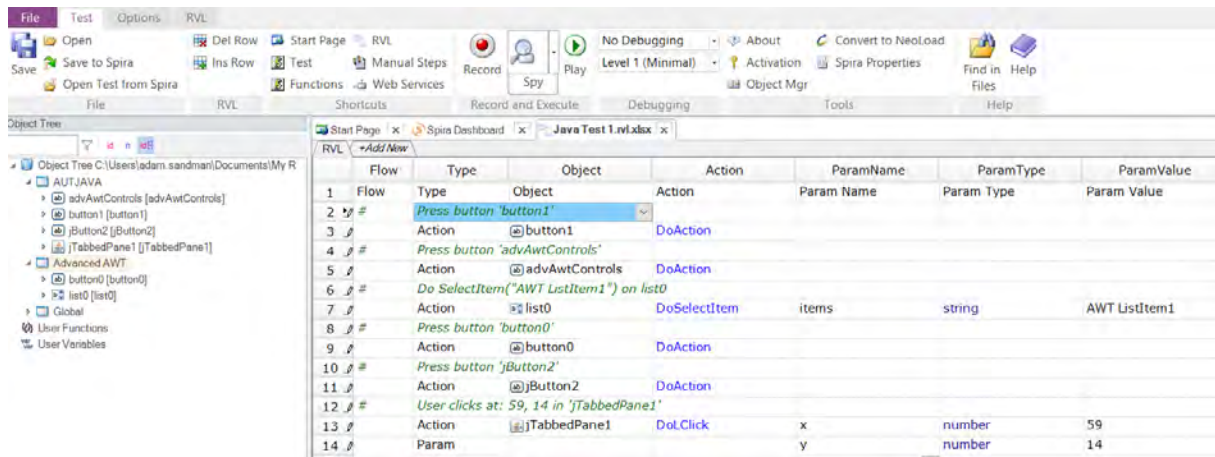 File Test Options RVL
Open Del Row Start Page RVL No Debugging About Convert to NeoLoad
Save to Spira Ins Row Test Manual Steps Level 1 (Minimal) Activation Spira Properties
Save Open Test from Spira Functions Web Services Record Spy Play Object Mgr Find in Files Help
File RVL Shortcuts Record and Execute Debugging Tools Help
Object Tree
Start Page x Spira Dashboard x Java Test 1.rvl.xlsx x
RVL +Add New
Object Tree C:\Users\adam.sandman\Documents\My R
AUTJAVA
advAwtControls [advAwtControls]
button1 [button1]
jButton2 [jButton2]
jTabbedPane1 [jTabbedPane1]
Advanced AWT
button0 [button0]
list0 [list0]
Global
User Functions
User Variables
Flow Type Object Action ParamName ParamType ParamValue
1 Flow Type Object Action Param Name Param Type Param Value
2 # Press button 'button1'
3 Action button1 DoAction
4 # Press button 'advAwtControls'
5 Action advAwtControls DoAction
6 # Do SelectItem("AWT ListItem1") on list0
7 Action list0 DoSelectItem items string AWT ListItem1
8 # Press button 'button0'
9 Action button0 DoAction
10 # Press button 'jButton2'
11 Action jButton2 DoAction
12 # User clicks at: 59, 14 in 'jTabbedPane1'
13 Action jTabbedPane1 DoLClick x number 59
14 Param y number 14